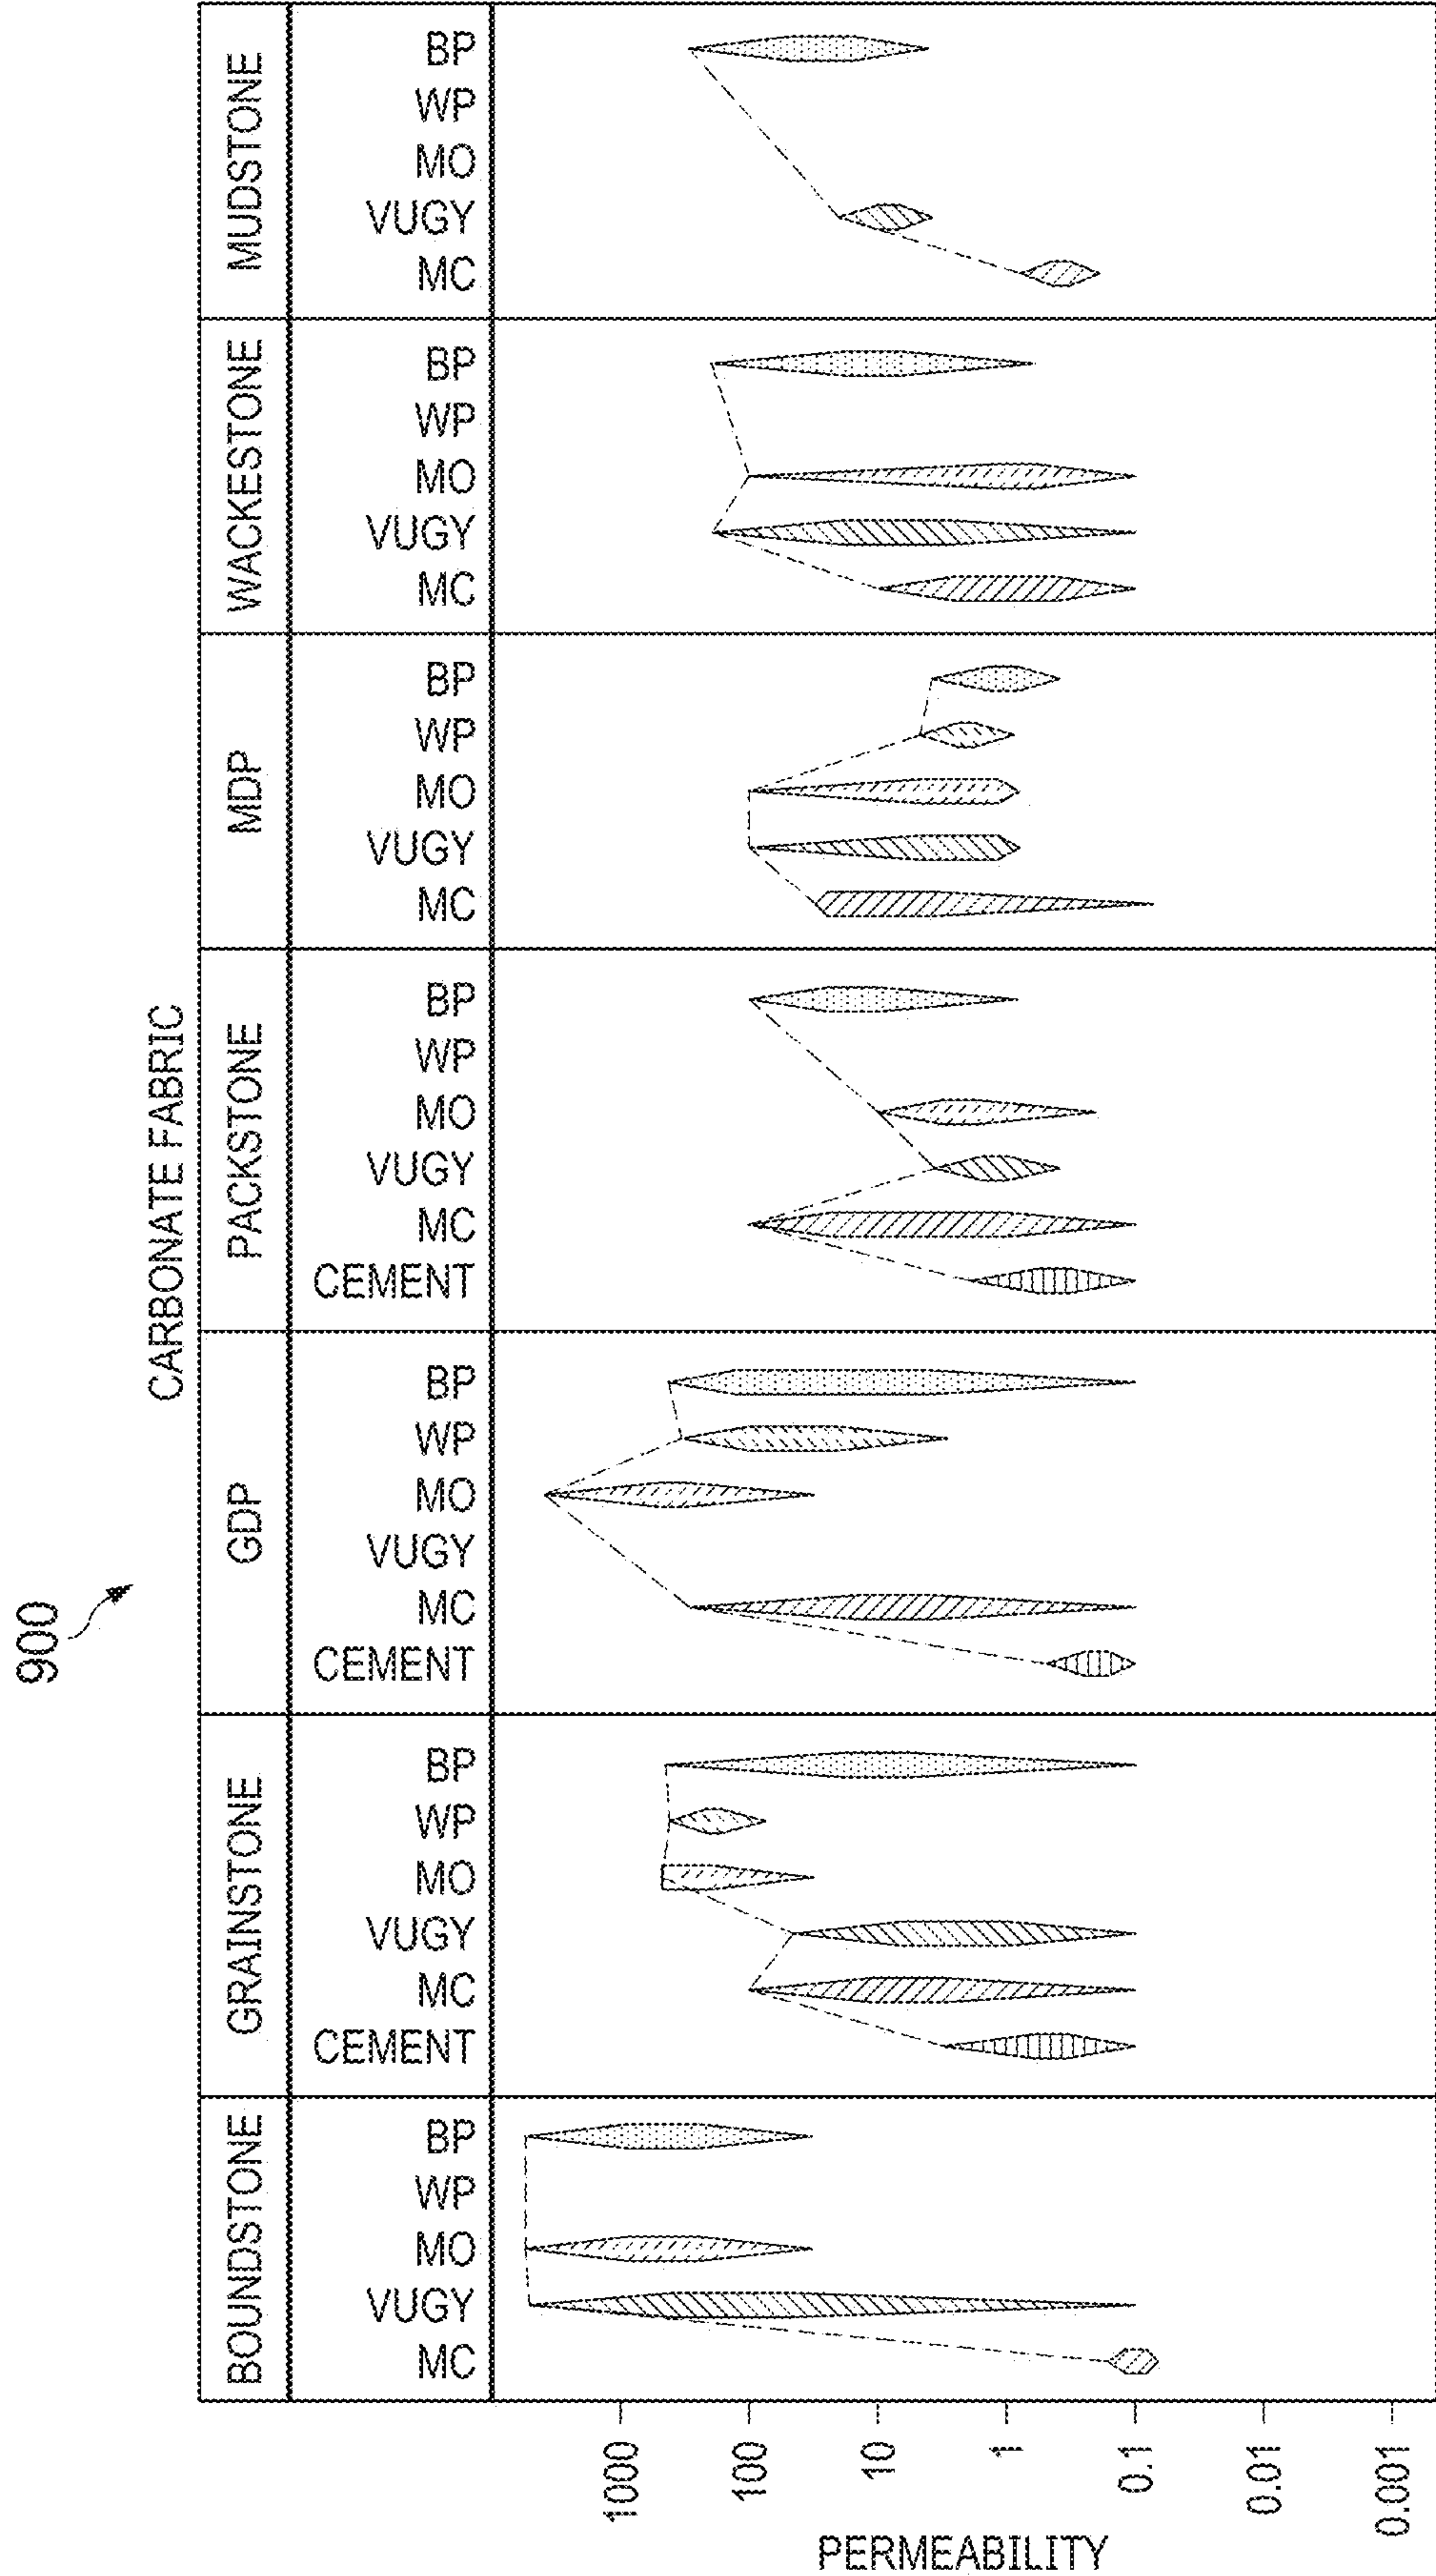 900
CARBONATE FABRIC
BOUNDSTONE GRAINSTONE GDP PACKSTONE MDP WACKESTONE MUDSTONE
MC VUGY MO WP BP CEMENT MC VUGY MO WP BP CEMENT MC VUGY MO WP BP CEMENT MC VUGY MO WP BP MC VUGY MO WP BP MC VUGY MO WP BP MC VUGY MO WP BP
PERMEABILITY
1000
100
10
1
0.1
0.01
0.001